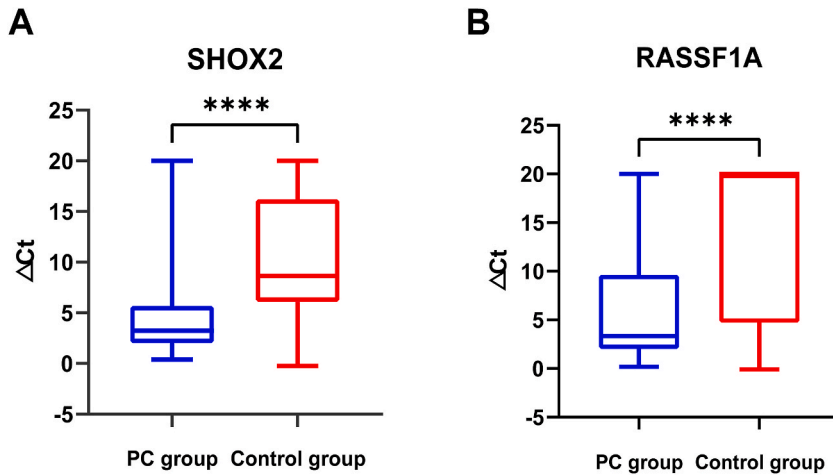 A
SHOX2
****
25
20
15
10
5
0
-5
ΔCt
PC group Control group
B
RASSF1A
****
25
20
15
10
5
0
-5
ΔCt
PC group Control group